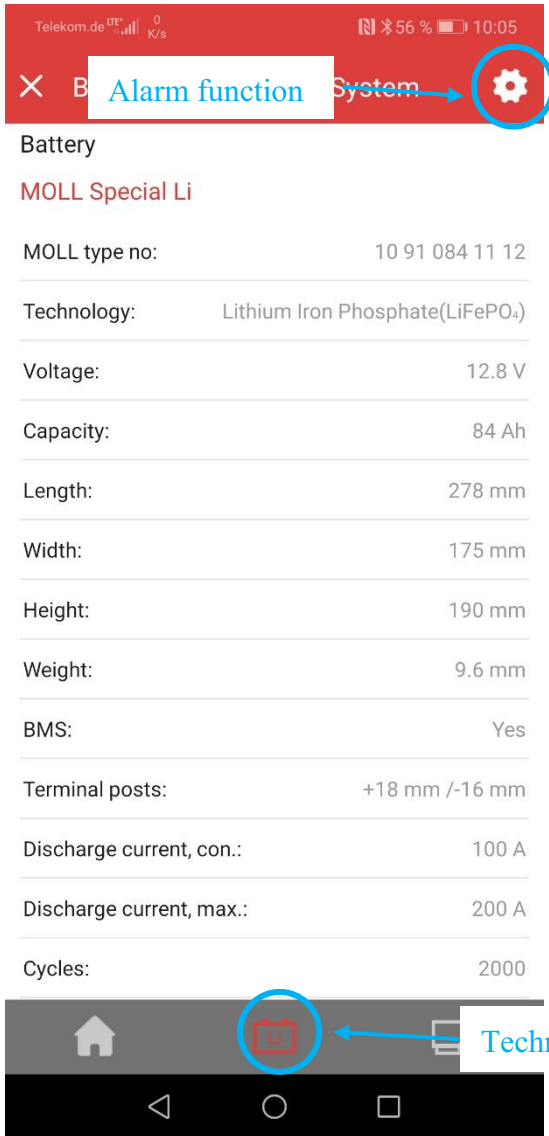 Telekom.de LTE+ 0 K/s 56 % 10:05
B Alarm function System
Battery
MOLL Special Li
MOLL type no: 10 91 084 11 12
Technology: Lithium Iron Phosphate(LiFePO₄)
Voltage: 12.8 V
Capacity: 84 Ah
Length: 278 mm
Width: 175 mm
Height: 190 mm
Weight: 9.6 mm
BMS: Yes
Terminal posts: +18 mm /-16 mm
Discharge current, con.: 100 A
Discharge current, max.: 200 A
Cycles: 2000
Li